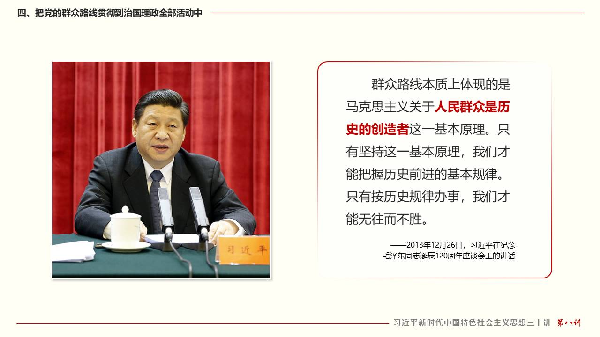 四、把党的群众路线贯彻到治国理政全部活动中
群众路线本质上体现的是
马克思主义关于人民群众是历
史的创造者这一基本原理。只
有坚持这一基本原理，我们才
能把握历史前进的基本规律。
只有按历史规律办事，我们才
能无往而不胜。
——2013年12月26日，习近平在纪念
毛泽东同志诞辰120周年座谈会上的讲话
习近平
习近平新时代中国特色社会主义思想三十讲 第八讲